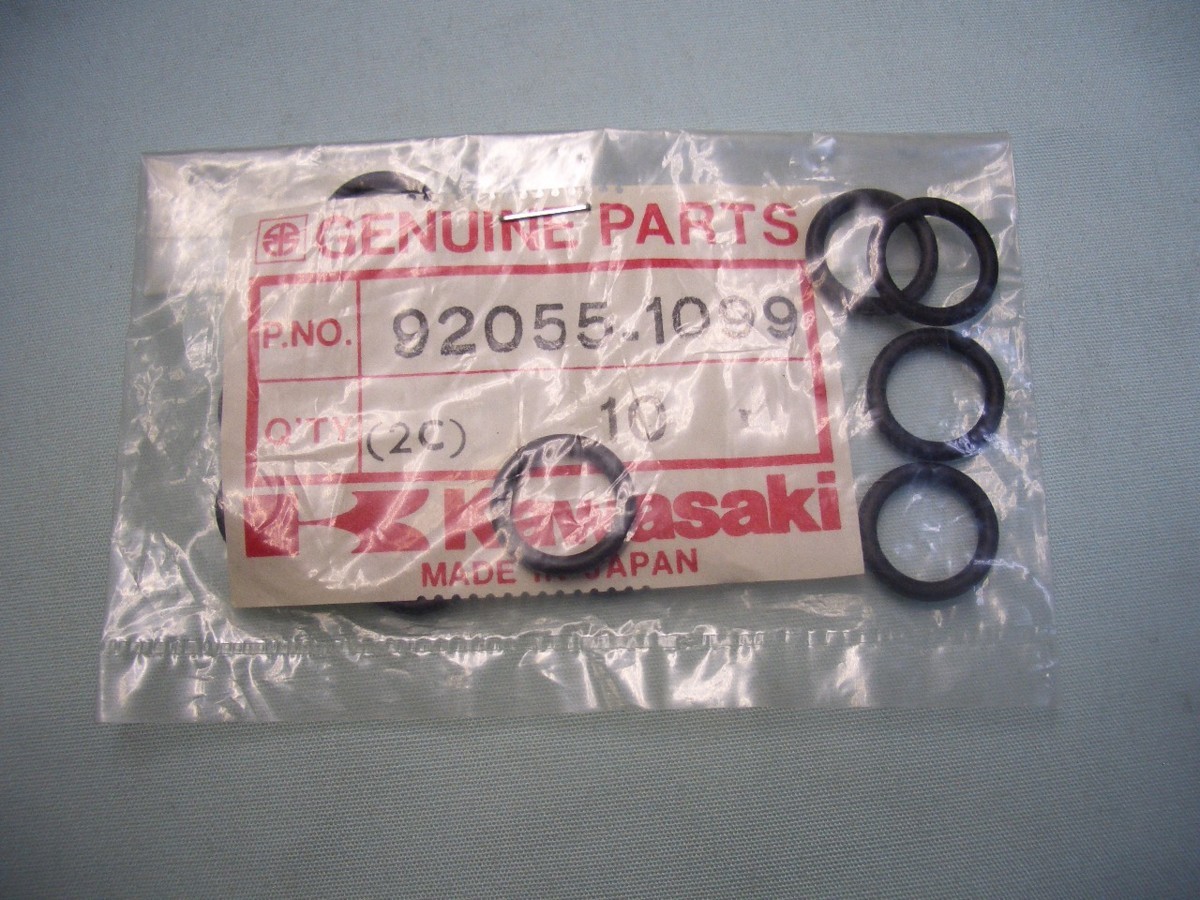 GENUINE PARTS
P.NO. 92055-1099
Q'TY (2C) 10
Kawasaki
MADE IN JAPAN